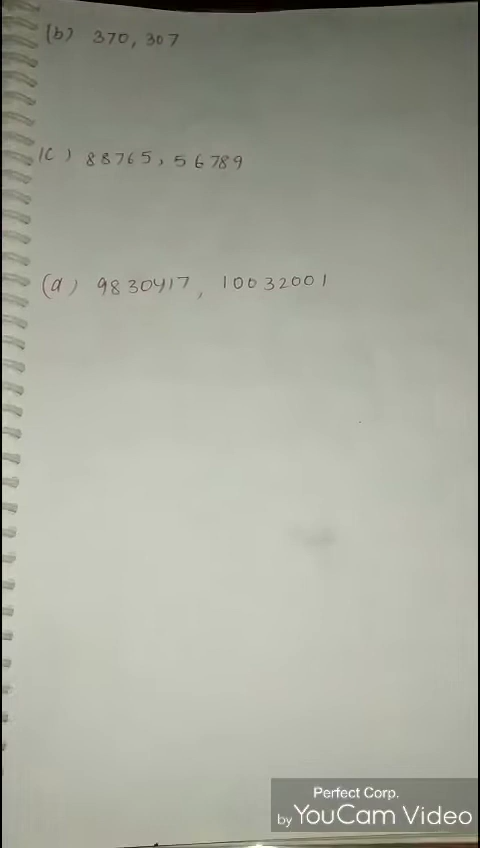 (b) 370, 307
(c) 88765, 56789
(a) 9830417, 10032001
Perfect Corp.
by YouCam Video